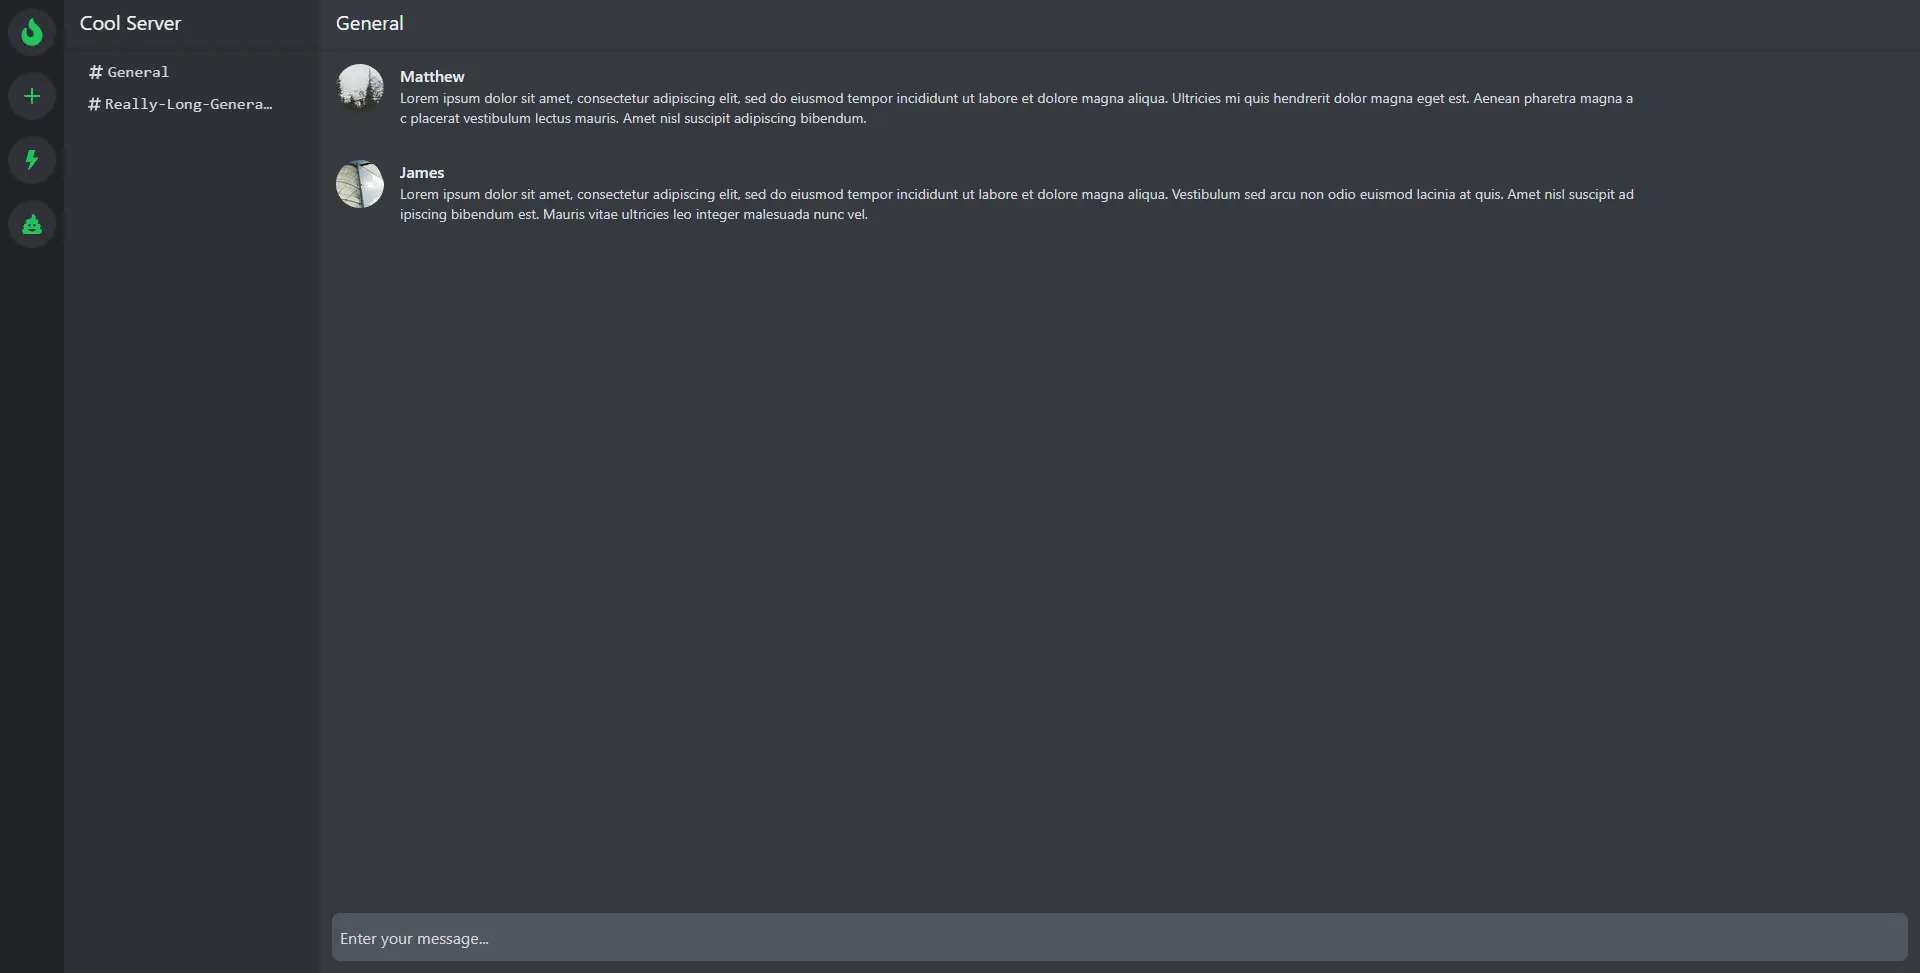 Cool Server
# General
# Really-Long-Genera…
General
Matthew
Lorem ipsum dolor sit amet, consectetur adipiscing elit, sed do eiusmod tempor incididunt ut labore et dolore magna aliqua. Ultricies mi quis hendrerit dolor magna eget est. Aenean pharetra magna a
c placerat vestibulum lectus mauris. Amet nisl suscipit adipiscing bibendum.
James
Lorem ipsum dolor sit amet, consectetur adipiscing elit, sed do eiusmod tempor incididunt ut labore et dolore magna aliqua. Vestibulum sed arcu non odio euismod lacinia at quis. Amet nisl suscipit ad
ipiscing bibendum est. Mauris vitae ultricies leo integer malesuada nunc vel.
Enter your message...